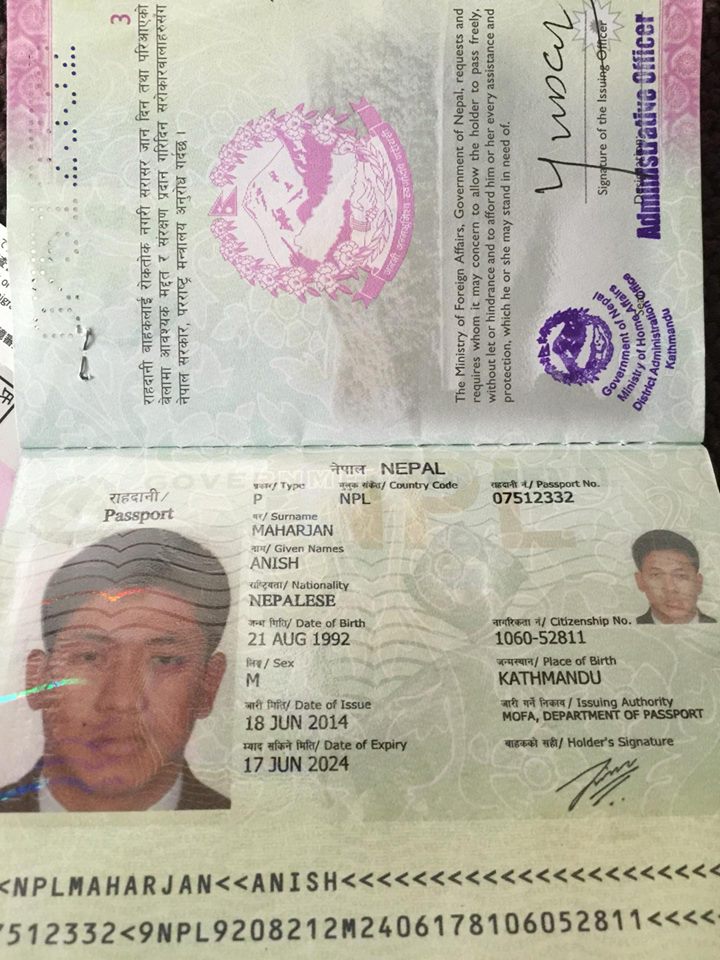 3
राहदानी बाहकलाई रोकतोक नगरी सरासर जान दिन तथा परिआएको
बेलामा आवश्यक मद्दत र संरक्षण प्रदान गरिदिन सरोकारवालाहरुसंग
नेपाल सरकार, परराष्ट्र मन्त्रालय अनुरोध गर्दछ ।
जननी जन्मभूमिश्च स्वर्गादपि गरीयसी
The Ministry of Foreign Affairs, Government of Nepal, requests and
requires whom it may concern to allow the holder to pass freely,
without let or hindrance and to afford him or her every assistance and
protection, which he or she may stand in need of.
Signature of the Issuing Officer
Administrative Officer
Government of Nepal
Ministry of Home Affairs
District Administration Office
Kathmandu
नेपाल NEPAL
राहदानी/
Passport
प्रकार/ Type मुलुक संकेत/ Country Code राहदानी नं./ Passport No.
P NPL 07512332
थर/ Surname
MAHARJAN
नाम/ Given Names
ANISH
राष्ट्रियता/ Nationality
NEPALESE
जन्म मिति/ Date of Birth नागरिकता नं/ Citizenship No.
21 AUG 1992 1060-52811
लिङ्ग/ Sex जन्मस्थान/ Place of Birth
M KATHMANDU
जारी मिति/ Date of Issue जारी गर्ने निकाय/ Issuing Authority
18 JUN 2014 MOFA, DEPARTMENT OF PASSPORT
म्याद सकिने मिति/ Date of Expiry बाहकको सही/ Holder's Signature
17 JUN 2024
<NPLMAHARJAN<<ANISH<<<<<<<<<<<<<<<<<<<<<
7512332<9NPL9208212M2406178106052811<<<<